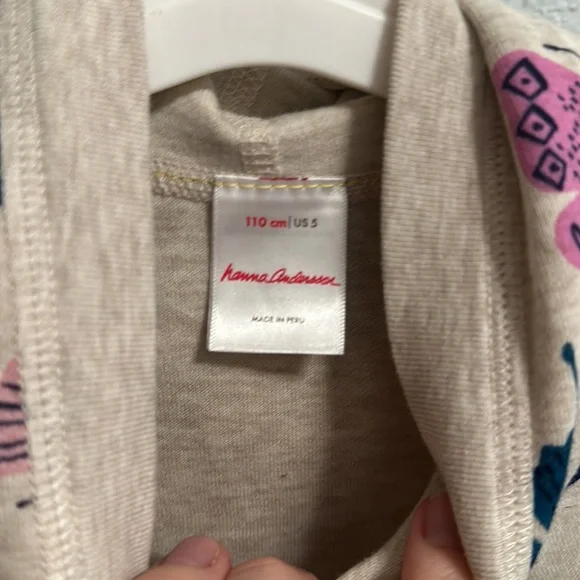 110 cm | US 5
hanna Andersson
MADE IN PERU